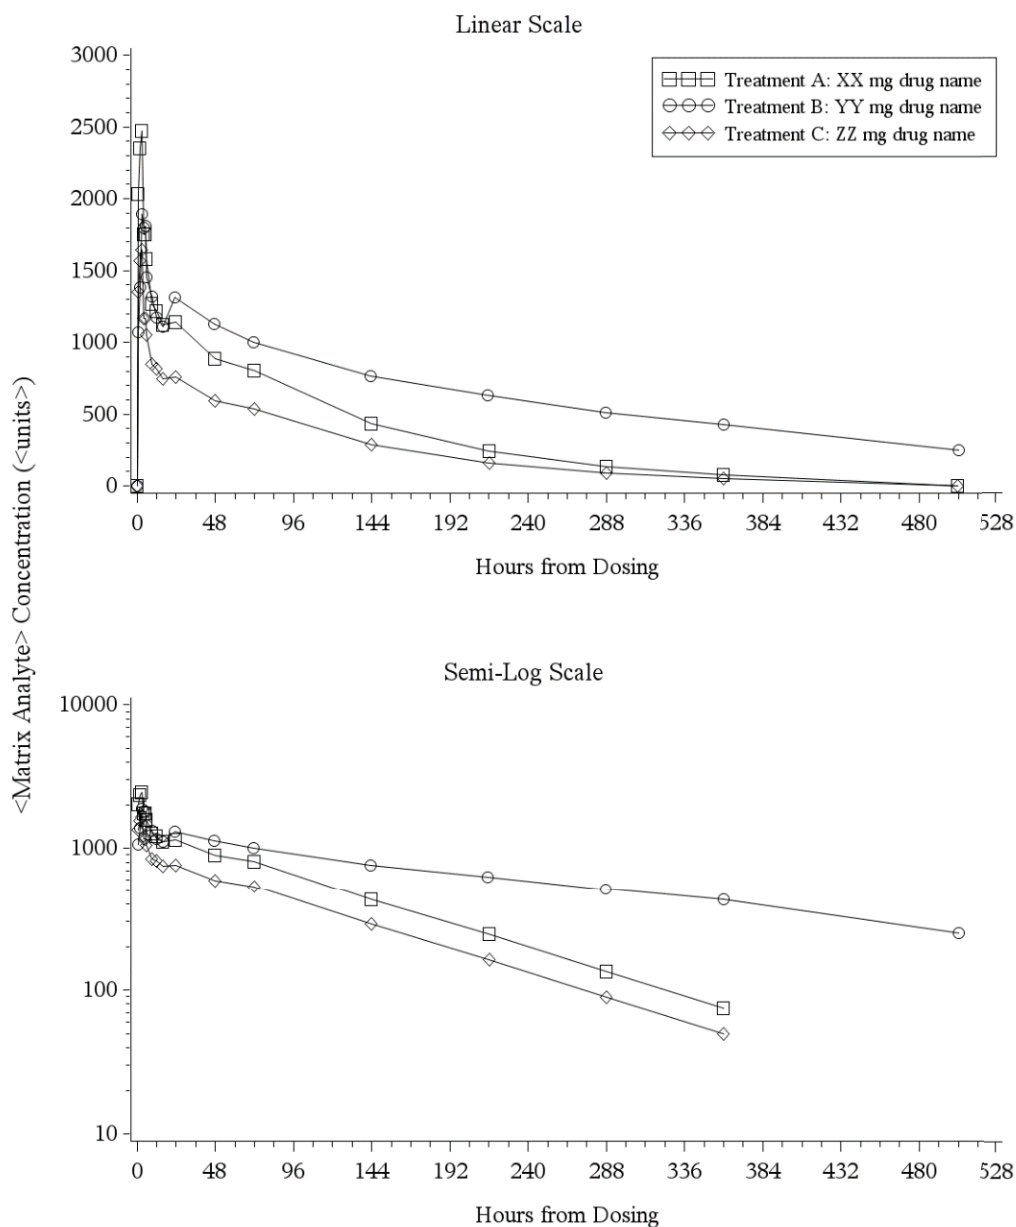 Linear Scale
3000
2500
2000
1500
1000
500
0
Treatment A: XX mg drug name
Treatment B: YY mg drug name
Treatment C: ZZ mg drug name
0 48 96 144 192 240 288 336 384 432 480 528
Hours from Dosing
<Matrix Analyte> Concentration (<units>)
Semi-Log Scale
10000
1000
100
10
0 48 96 144 192 240 288 336 384 432 480 528
Hours from Dosing